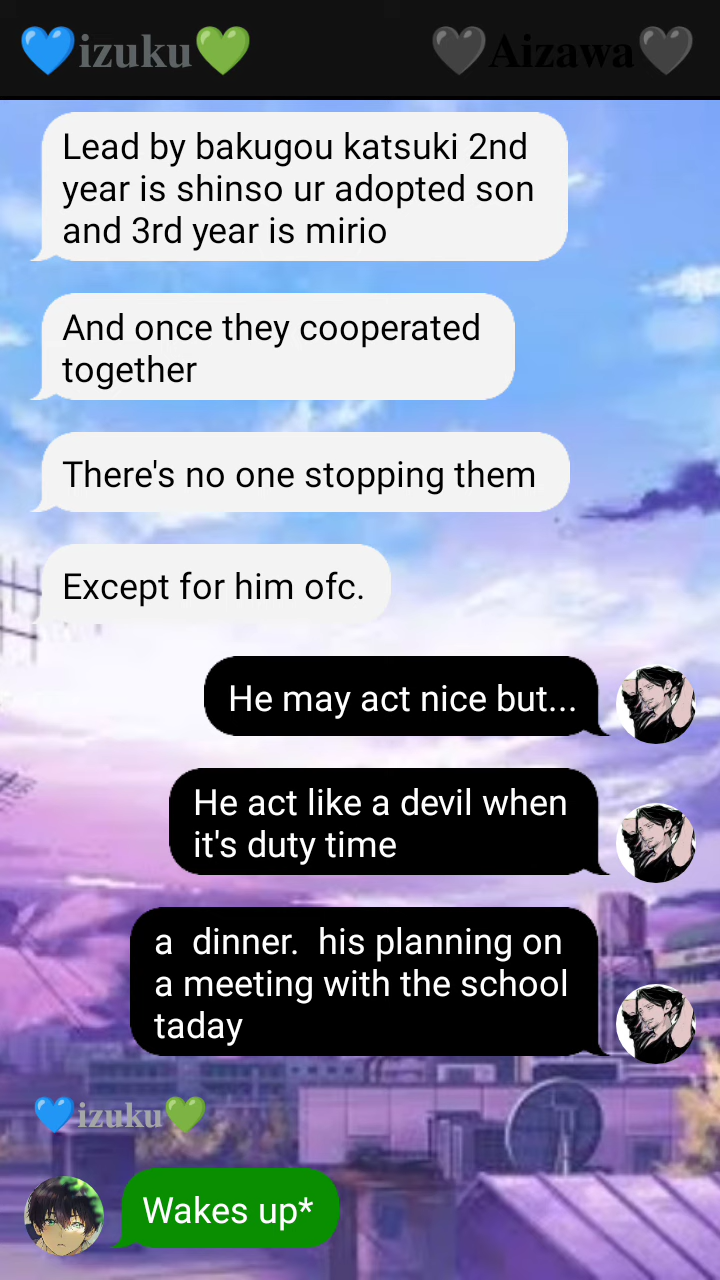 💙izuku💚 🖤Aizawa🖤
Lead by bakugou katsuki 2nd
year is shinso ur adopted son
and 3rd year is mirio
And once they cooperated
together
There's no one stopping them
Except for him ofc.
He may act nice but...
He act like a devil when
it's duty time
a  dinner.  his planning on
a meeting with the school
taday
💙izuku💚
Wakes up*